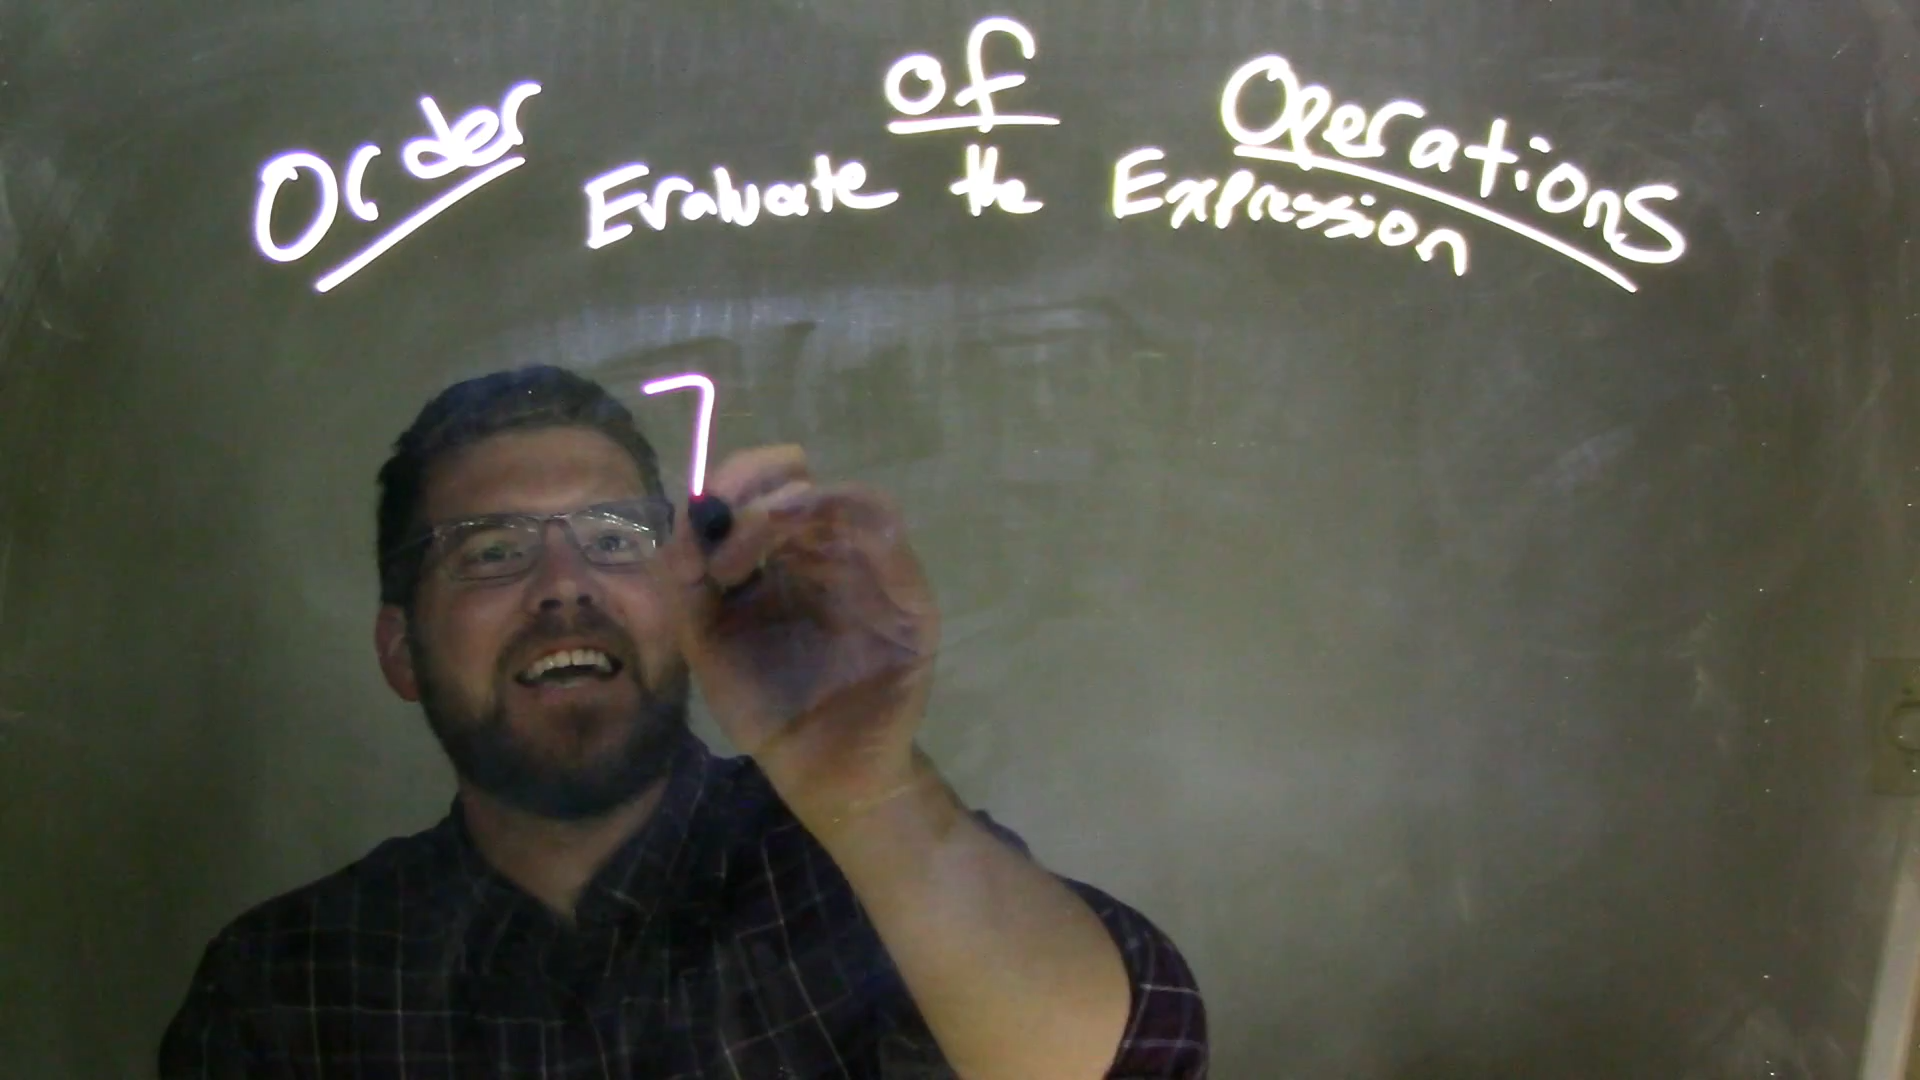 Order of Operations
Evaluate the Expression
7